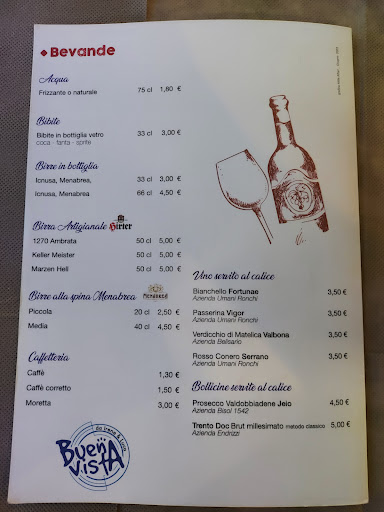 Bevande
Acqua
Frizzante o naturale 75 cl 1,80 €
Bibite
Bibite in bottiglia vetro 33 cl 3,00 €
coca - fanta - sprite
Birre in bottiglia
Icnusa, Menabrea, 33 cl 3,00 €
Icnusa, Menabrea 66 cl 4,50 €
Birra Artigianale Hirter
1270 Ambrata 50 cl 5,00 €
Keller Meister 50 cl 5,00 €
Marzen Hell 50 cl 5,00 €
Birre alla spina Menabrea MENABREA
Piccola 20 cl 2,50 €
Media 40 cl 4,50 €
Caffetteria
Caffè 1,30 €
Caffè corretto 1,50 €
Moretta 3,00 €
Buena Vista
Vino servito al calice
Bianchello Fortunae 3,50 €
Azienda Umani Ronchi
Passerina Vigor 3,50 €
Azienda Umani Ronchi
Verdicchio di Matelica Valbona 3,50 €
Azienda Belisario
Rosso Conero Serrano 3,50 €
Azienda Umani Ronchi
Bollicine servite al calice
Prosecco Valdobbiadene Jeio 4,50 €
Azienda Bisol 1542
Trento Doc Brut millesimato metodo classico 5,00 €
Azienda Endrizzi